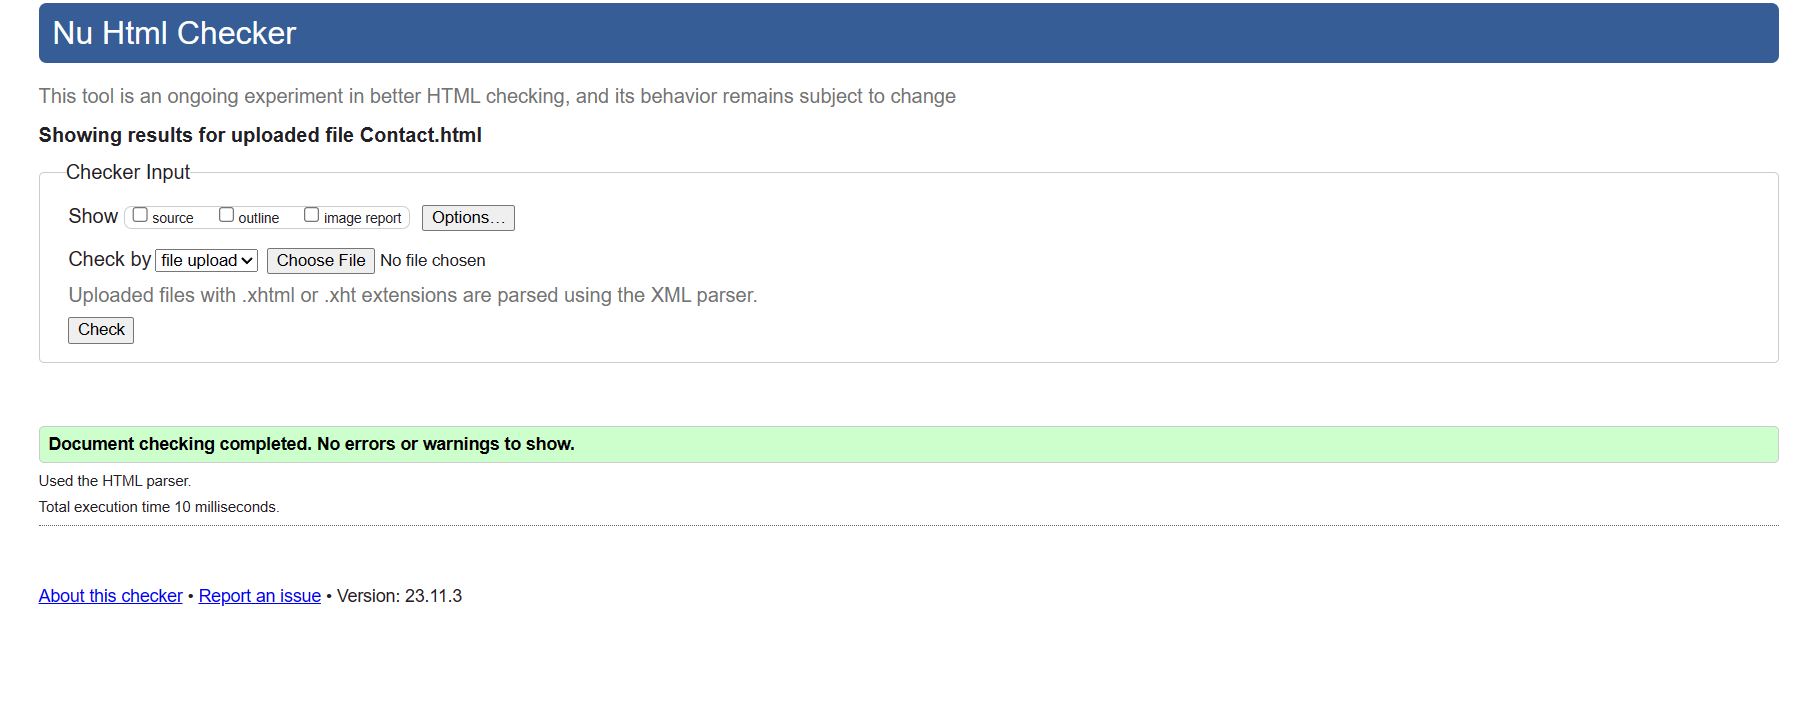 Nu Html Checker
This tool is an ongoing experiment in better HTML checking, and its behavior remains subject to change
Showing results for uploaded file Contact.html
Checker Input
Show source outline image report Options…
Check by file upload Choose File No file chosen
Uploaded files with .xhtml or .xht extensions are parsed using the XML parser.
Check
Document checking completed. No errors or warnings to show.
Used the HTML parser.
Total execution time 10 milliseconds.
About this checker • Report an issue • Version: 23.11.3